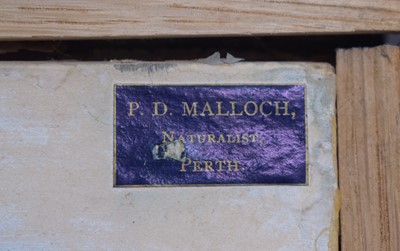 P. D. MALLOCH,
NATURALIST,
PERTH.